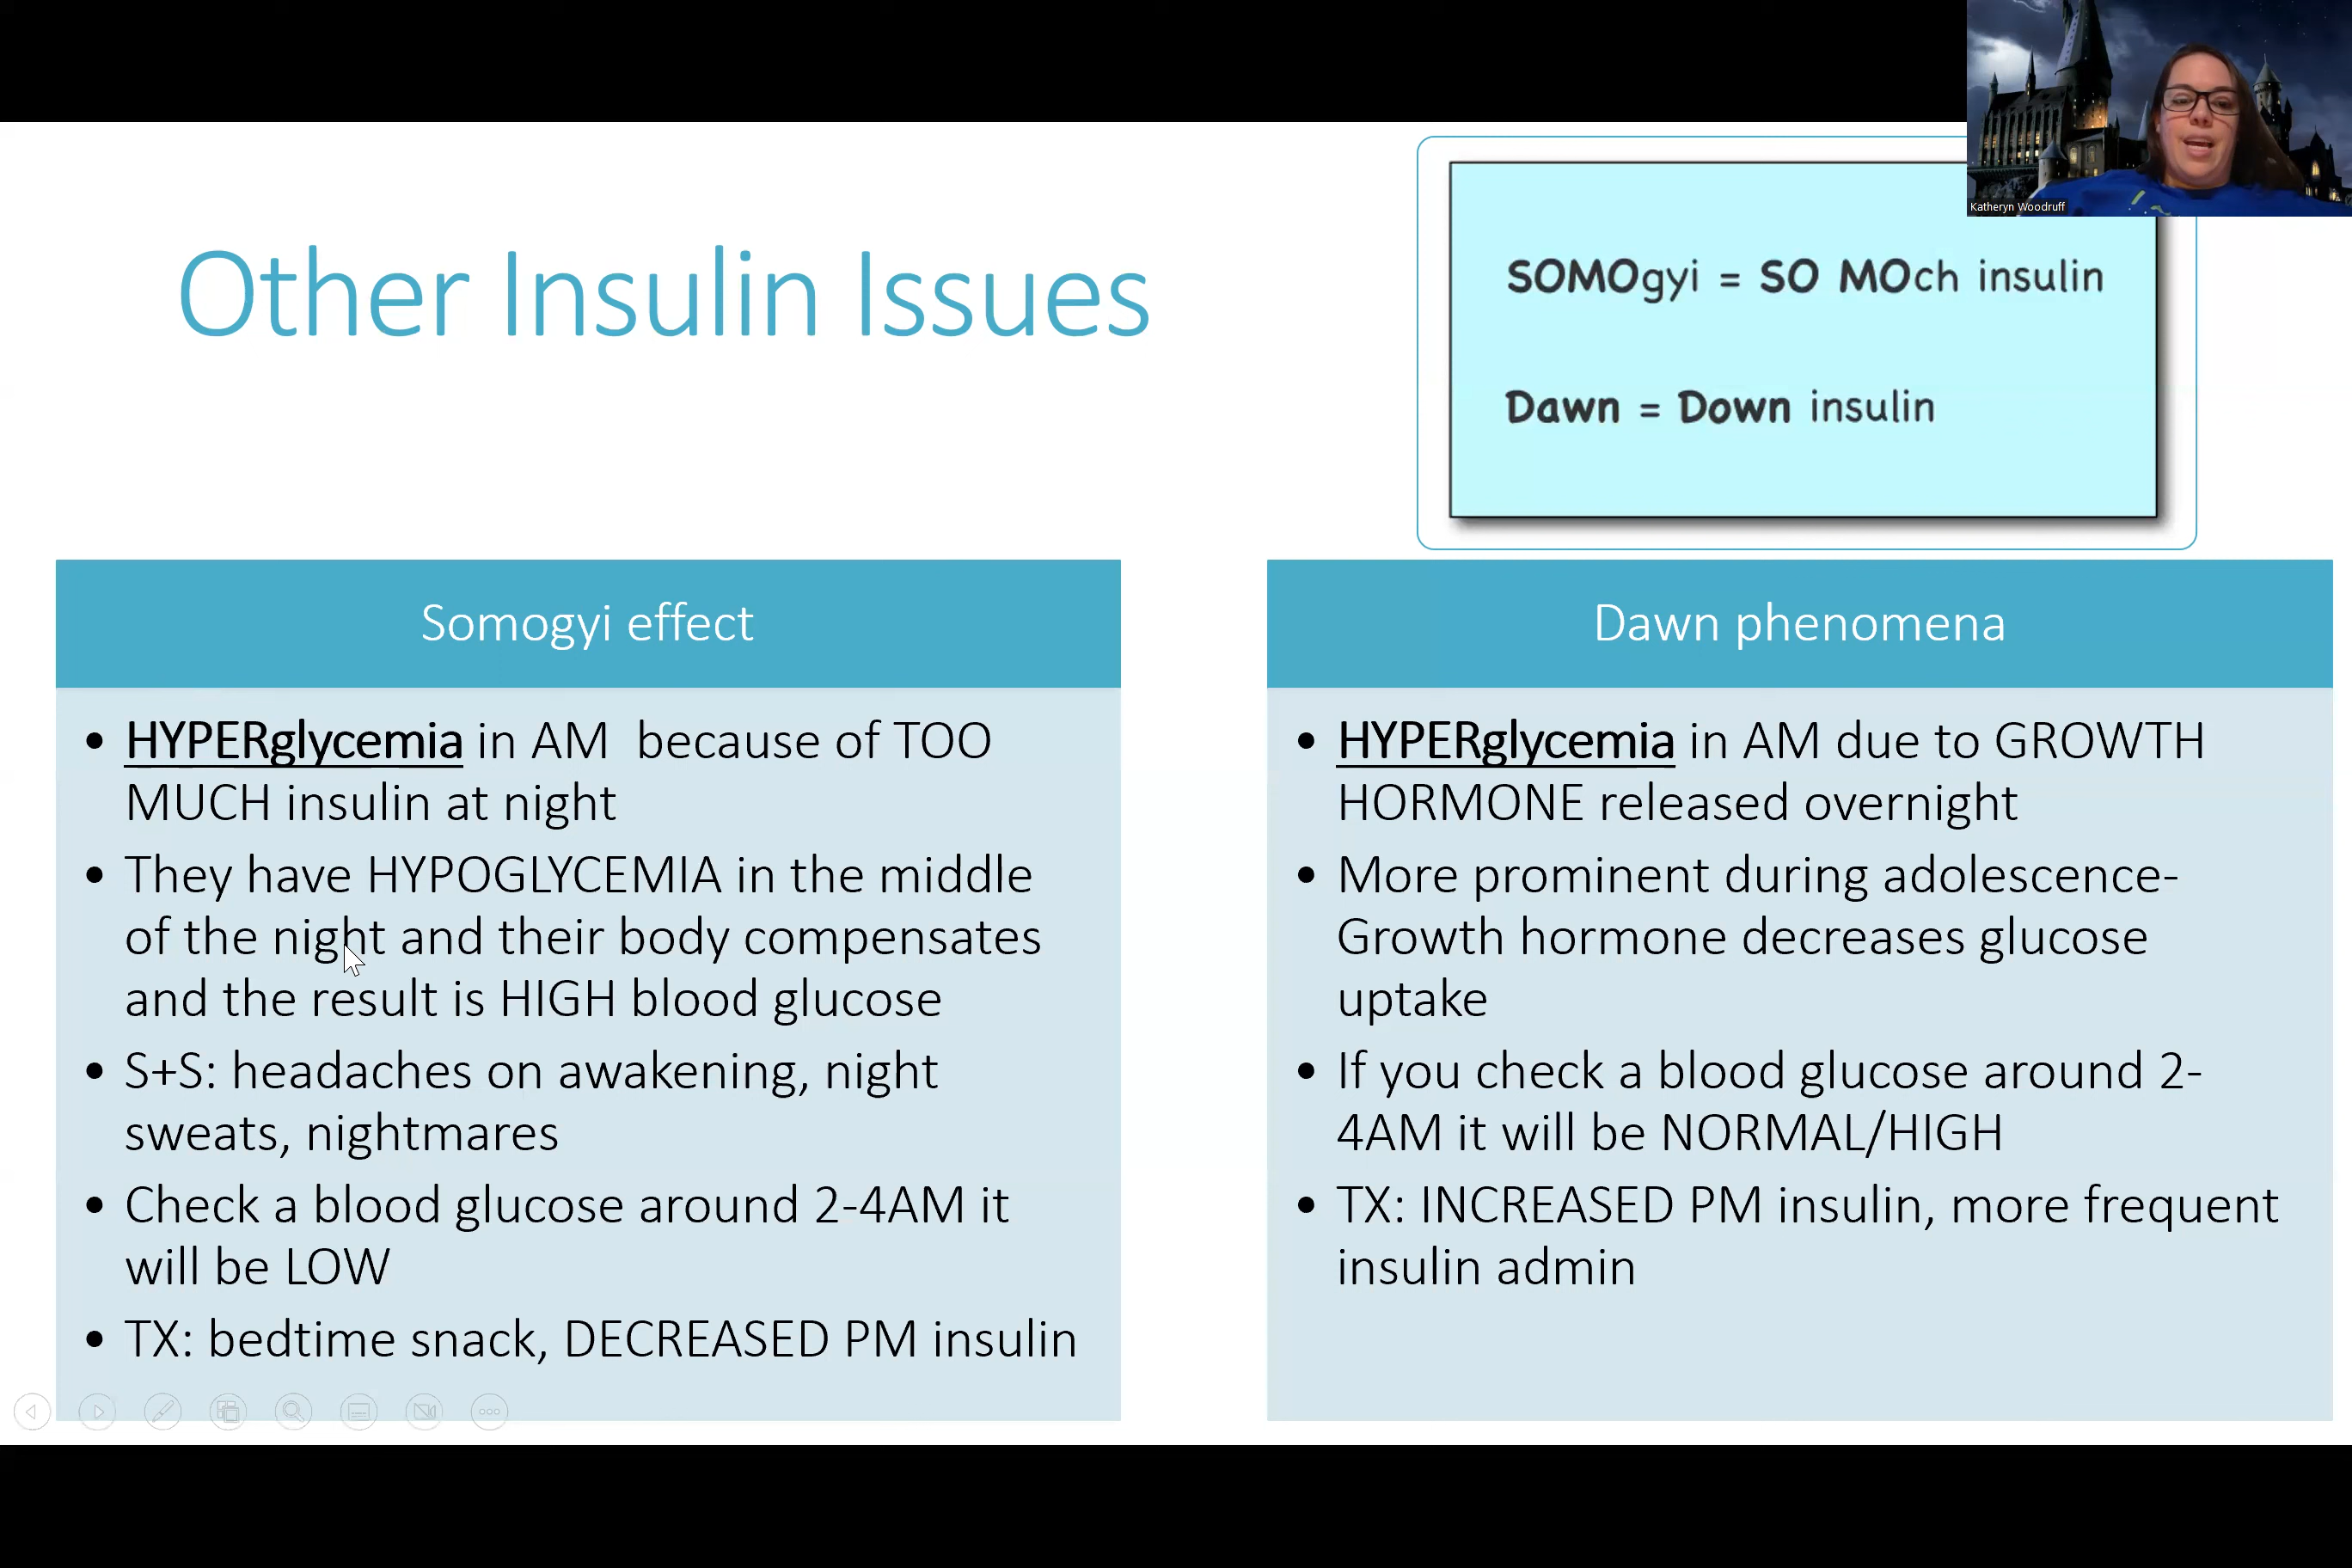 Katheryn Woodruff
Other Insulin Issues
SOMOgyi = SO MOch insulin
Dawn = Down insulin
Somogyi effect
• HYPERglycemia in AM  because of TOO
MUCH insulin at night
• They have HYPOGLYCEMIA in the middle
of the night and their body compensates
and the result is HIGH blood glucose
• S+S: headaches on awakening, night
sweats, nightmares
• Check a blood glucose around 2-4AM it
will be LOW
• TX: bedtime snack, DECREASED PM insulin
Dawn phenomena
• HYPERglycemia in AM due to GROWTH
HORMONE released overnight
• More prominent during adolescence-
Growth hormone decreases glucose
uptake
• If you check a blood glucose around 2-
4AM it will be NORMAL/HIGH
• TX: INCREASED PM insulin, more frequent
insulin admin